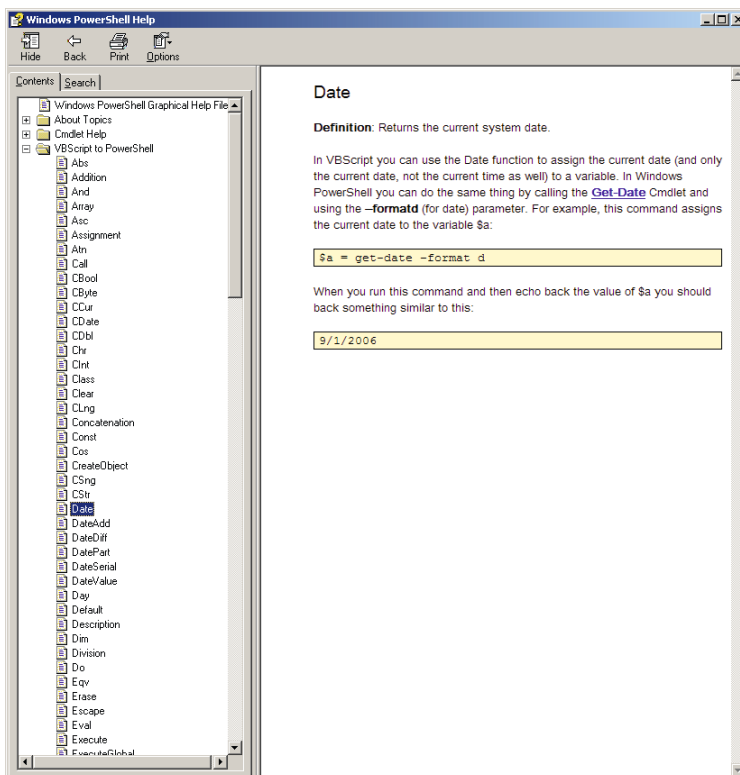 Windows PowerShell Help
Hide Back Print Options
Contents Search
Windows PowerShell Graphical Help File
About Topics
Cmdlet Help
VBScript to PowerShell
Abs
Addition
And
Array
Asc
Assignment
Atn
Call
CBool
CByte
CCur
CDate
CDbl
Chr
CInt
Class
Clear
CLng
Concatenation
Const
Cos
CreateObject
CSng
CStr
Date
DateAdd
DateDiff
DatePart
DateSerial
DateValue
Day
Default
Description
Dim
Division
Do
Eqv
Erase
Escape
Eval
Execute
ExecuteGlobal
Date
Definition: Returns the current system date.
In VBScript you can use the Date function to assign the current date (and only
the current date, not the current time as well) to a variable. In Windows
PowerShell you can do the same thing by calling the Get-Date Cmdlet and
using the –formatd (for date) parameter. For example, this command assigns
the current date to the variable $a:
$a = get-date -format d
When you run this command and then echo back the value of $a you should
back something similar to this:
9/1/2006